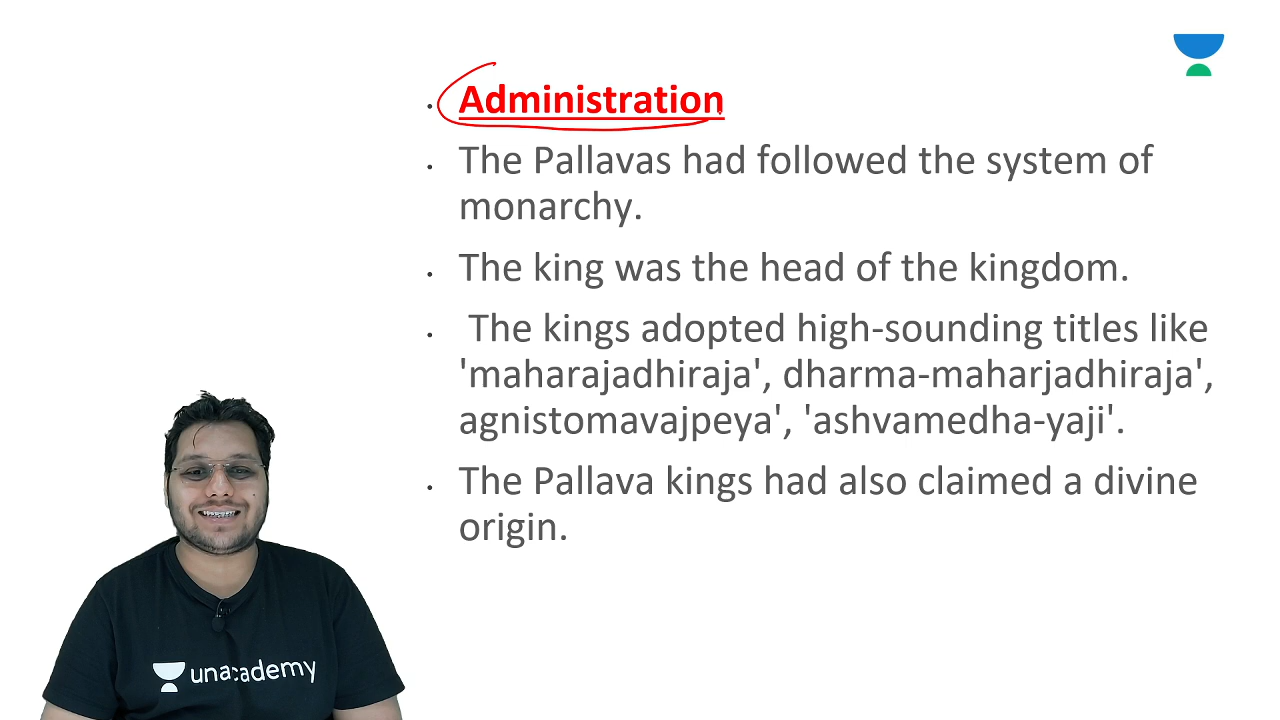 Administration
The Pallavas had followed the system of
monarchy.
The king was the head of the kingdom.
The kings adopted high-sounding titles like
'maharajadhiraja', dharma-maharjadhiraja',
agnistomavajpeya', 'ashvamedha-yaji'.
The Pallava kings had also claimed a divine
origin.
unacademy